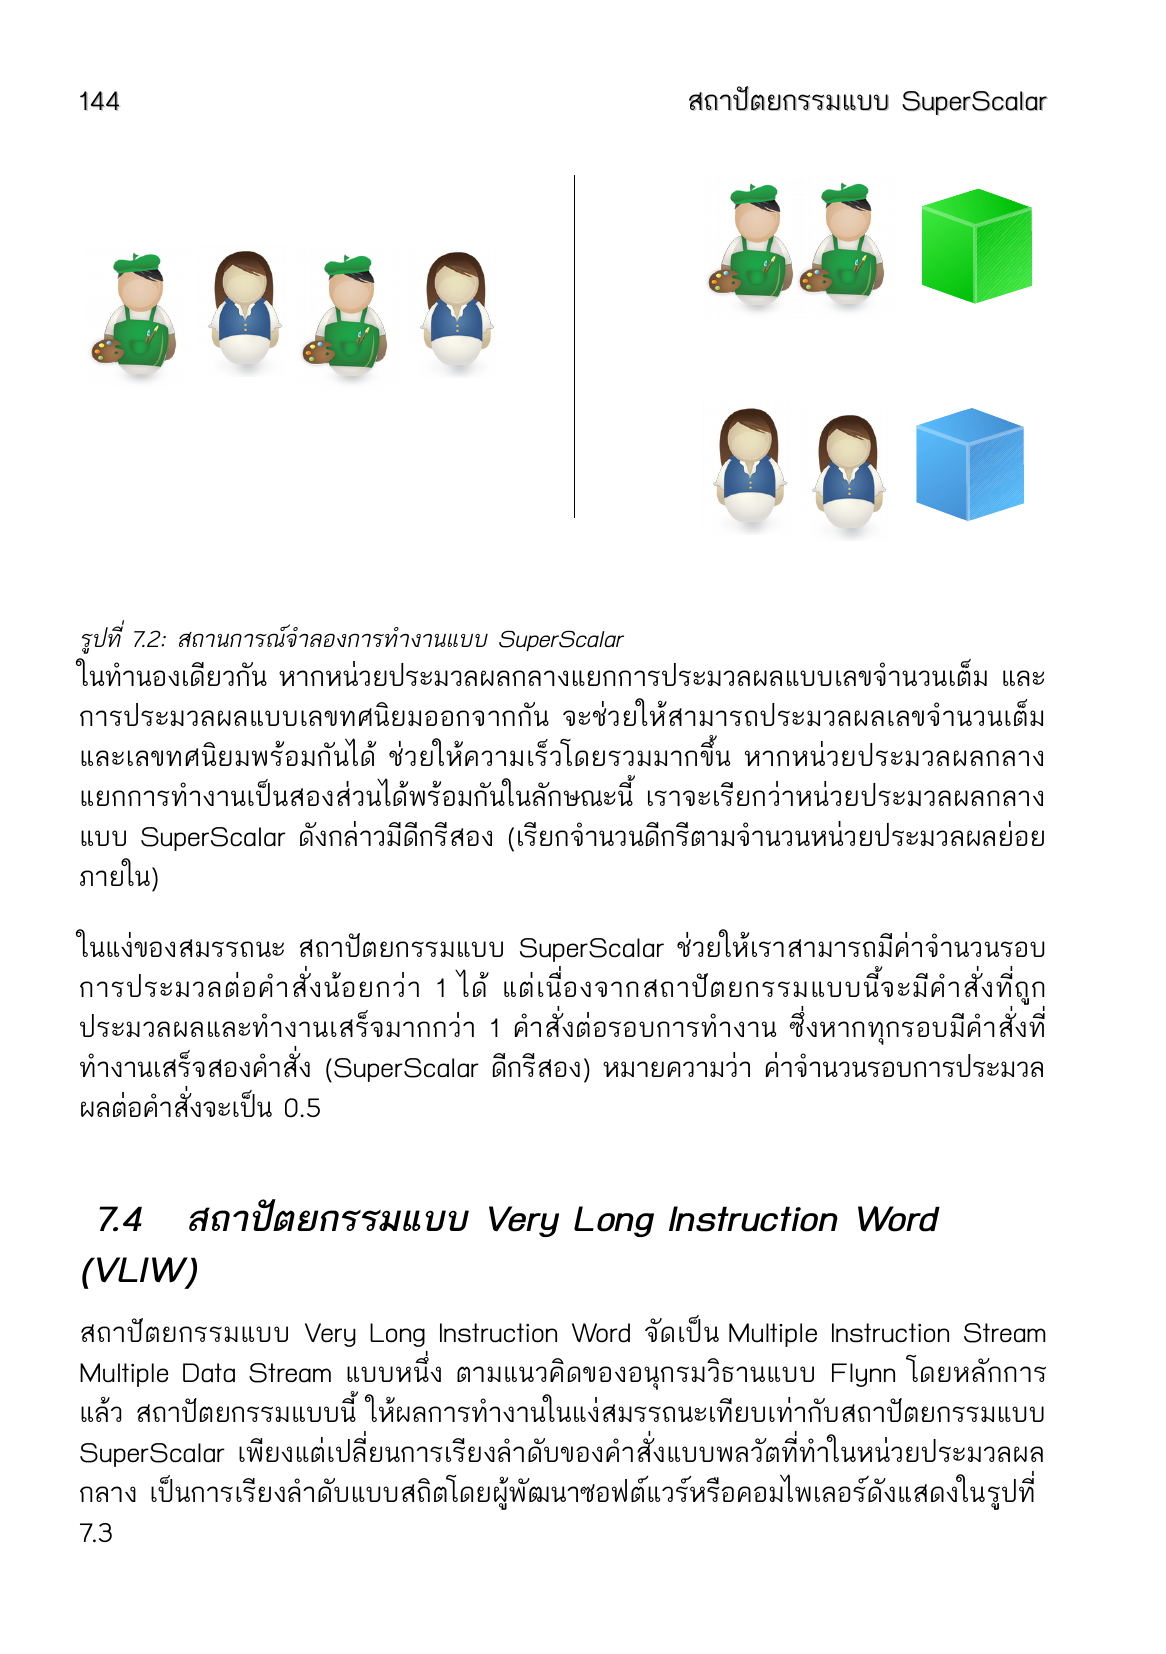 144
สถาปัตยกรรมแบบ SuperScalar
รูปที่ 7.2: สถานการณ์จำลองการทำงานแบบ SuperScalar
ในทำนองเดียวกัน หากหน่วยประมวลผลกลางแยกการประมวลผลแบบเลขจำนวนเต็ม และ
การประมวลผลแบบเลขทศนิยมออกจากกัน จะช่วยให้สามารถประมวลผลเลขจำนวนเต็ม
และเลขทศนิยมพร้อมกันได้ ช่วยให้ความเร็วโดยรวมมากขึ้น หากหน่วยประมวลผลกลาง
แยกการทำงานเป็นสองส่วนได้พร้อมกันในลักษณะนี้ เราจะเรียกว่าหน่วยประมวลผลกลาง
แบบ SuperScalar ดังกล่าวมีดีกรีสอง (เรียกจำนวนดีกรีตามจำนวนหน่วยประมวลผลย่อย
ภายใน)
ในแง่ของสมรรถนะ สถาปัตยกรรมแบบ SuperScalar ช่วยให้เราสามารถมีค่าจำนวนรอบ
การประมวลต่อคำสั่งน้อยกว่า 1 ได้ แต่เนื่องจากสถาปัตยกรรมแบบนี้จะมีคำสั่งที่ถูก
ประมวลผลและทำงานเสร็จมากกว่า 1 คำสั่งต่อรอบการทำงาน ซึ่งหากทุกรอบมีคำสั่งที่
ทำงานเสร็จสองคำสั่ง (SuperScalar ดีกรีสอง) หมายความว่า ค่าจำนวนรอบการประมวล
ผลต่อคำสั่งจะเป็น 0.5
7.4 สถาปัตยกรรมแบบ Very Long Instruction Word
(VLIW)
สถาปัตยกรรมแบบ Very Long Instruction Word จัดเป็น Multiple Instruction Stream
Multiple Data Stream แบบหนึ่ง ตามแนวคิดของอนุกรมวิธานแบบ Flynn โดยหลักการ
แล้ว สถาปัตยกรรมแบบนี้ ให้ผลการทำงานในแง่สมรรถนะเทียบเท่ากับสถาปัตยกรรมแบบ
SuperScalar เพียงแต่เปลี่ยนการเรียงลำดับของคำสั่งแบบพลวัตที่ทำในหน่วยประมวลผล
กลาง เป็นการเรียงลำดับแบบสถิตโดยผู้พัฒนาซอฟต์แวร์หรือคอมไพเลอร์ดังแสดงในรูปที่
7.3